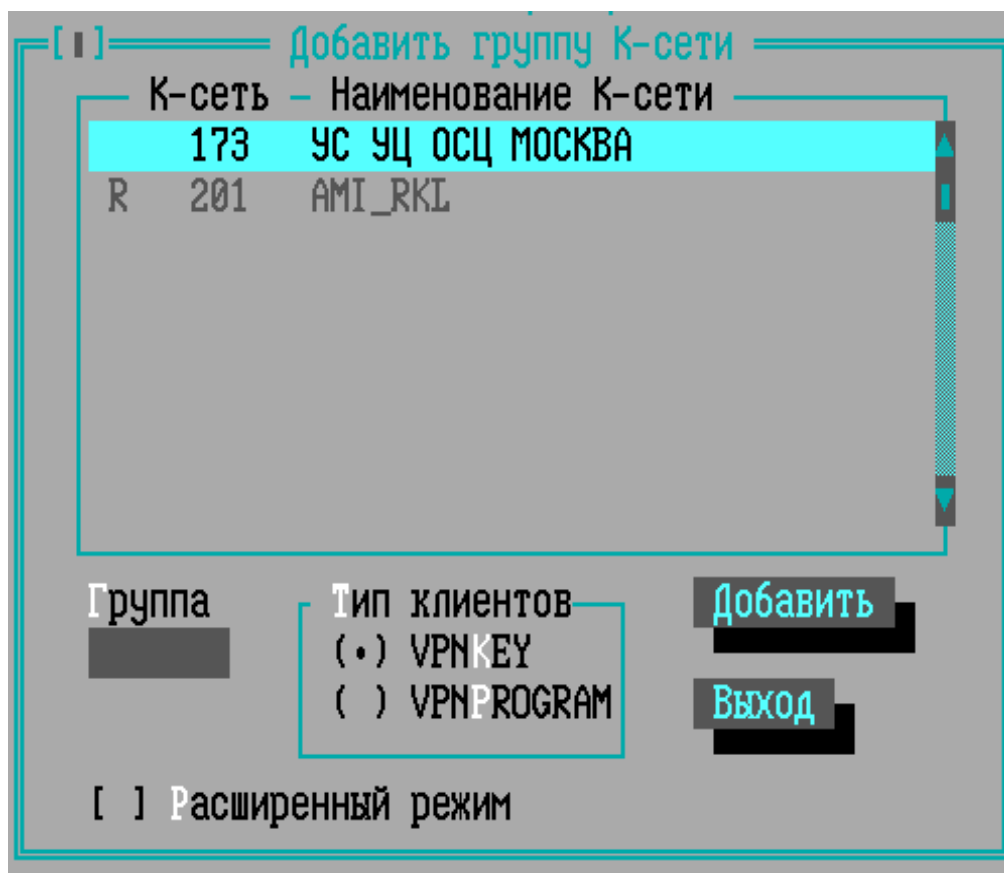 [▮] Добавить группу К-сети
К-сеть – Наименование К-сети
173 УС УЦ ОСЦ МОСКВА
R 201 AMI_RKL
Группа
Тип клиентов
(•) VPNKEY
( ) VPNPROGRAM
Добавить
Выход
[ ] Расширенный режим